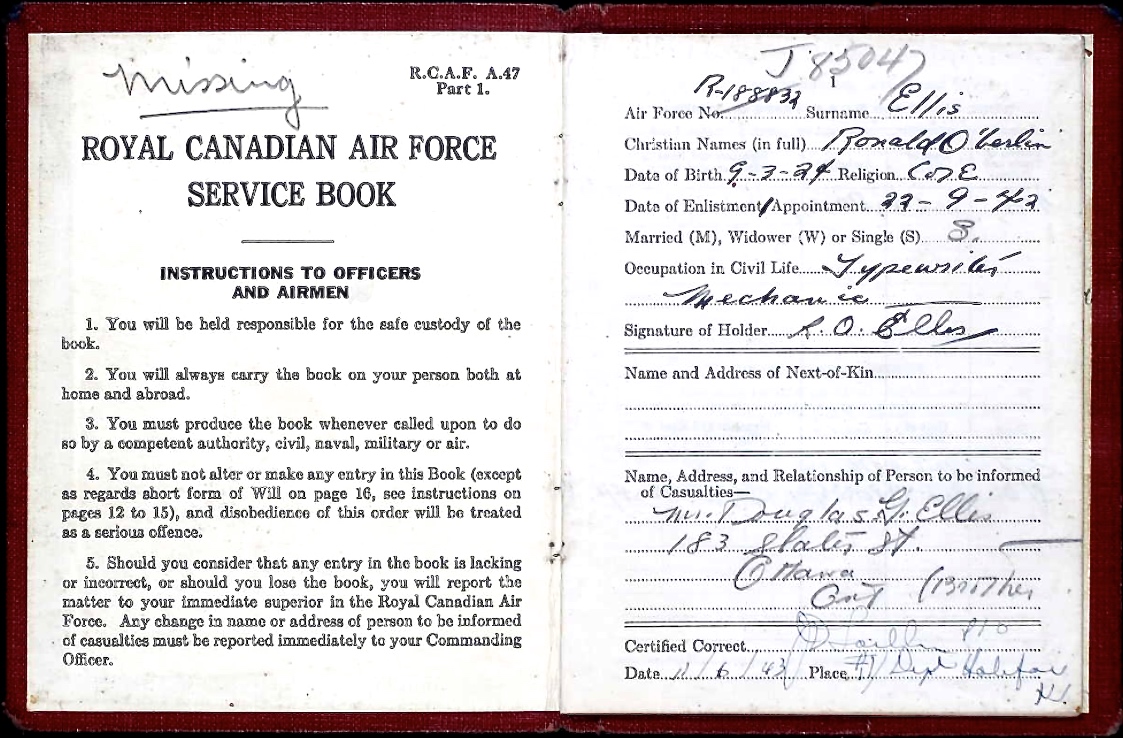 Missing
R.C.A.F. A.47
Part 1.
ROYAL CANADIAN AIR FORCE
SERVICE BOOK
INSTRUCTIONS TO OFFICERS
AND AIRMEN
1. You will be held responsible for the safe custody of the
book.
2. You will always carry the book on your person both at
home and abroad.
3. You must produce the book whenever called upon to do
so by a competent authority, civil, naval, military or air.
4. You must not alter or make any entry in this Book (except
as regards short form of Will on page 16, see instructions on
pages 12 to 15), and disobedience of this order will be treated
as a serious offence.
5. Should you consider that any entry in the book is lacking
or incorrect, or should you lose the book, you will report the
matter to your immediate superior in the Royal Canadian Air
Force. Any change in name or address of person to be informed
of casualties must be reported immediately to your Commanding
Officer.
J85047
1
Air Force No. R-188832 Surname Ellis
Christian Names (in full) Ronald O'berlin
Date of Birth 9-3-24 Religion C of E
Date of Enlistment/Appointment 22-9-42
Married (M), Widower (W) or Single (S) S.
Occupation in Civil Life Typewriter
Mechanic
Signature of Holder R. O. Ellis
Name and Address of Next-of-Kin
Name, Address, and Relationship of Person to be informed
of Casualties—
Mr. Douglas G. Ellis
183 Slater St.
Ottawa
Ont (Brother
Certified Correct P/O
Date 11/6/43 Place #1 Dept Halifax